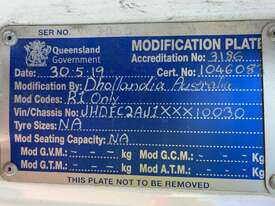 SER NO.
Queensland Government
MODIFICATION PLATE
Accreditation No: 3186
Date: 30.5.19 Cert. No: 104608
Modification By: Dhollandia Australia
Mod Codes: R1 Only
Vin/Chassis No: JHDFC2AJ1XXX10030
Tyre Sizes: NA
Mod Seating Capacity: NA
Mod G.V.M. - - - kg Mod G.C.M. - - - kg
Mod G.T.M. - - - kg Mod A.T.M. - - - kg
THIS PLATE NOT TO BE REMOVED